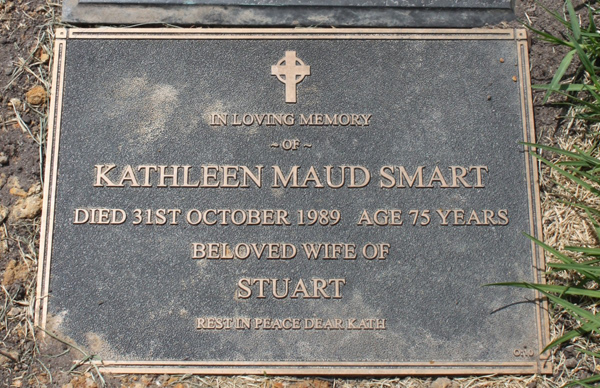 IN LOVING MEMORY
~ OF ~
KATHLEEN MAUD SMART
DIED 31ST OCTOBER 1989 AGE 75 YEARS
BELOVED WIFE OF
STUART
REST IN PEACE DEAR KATH